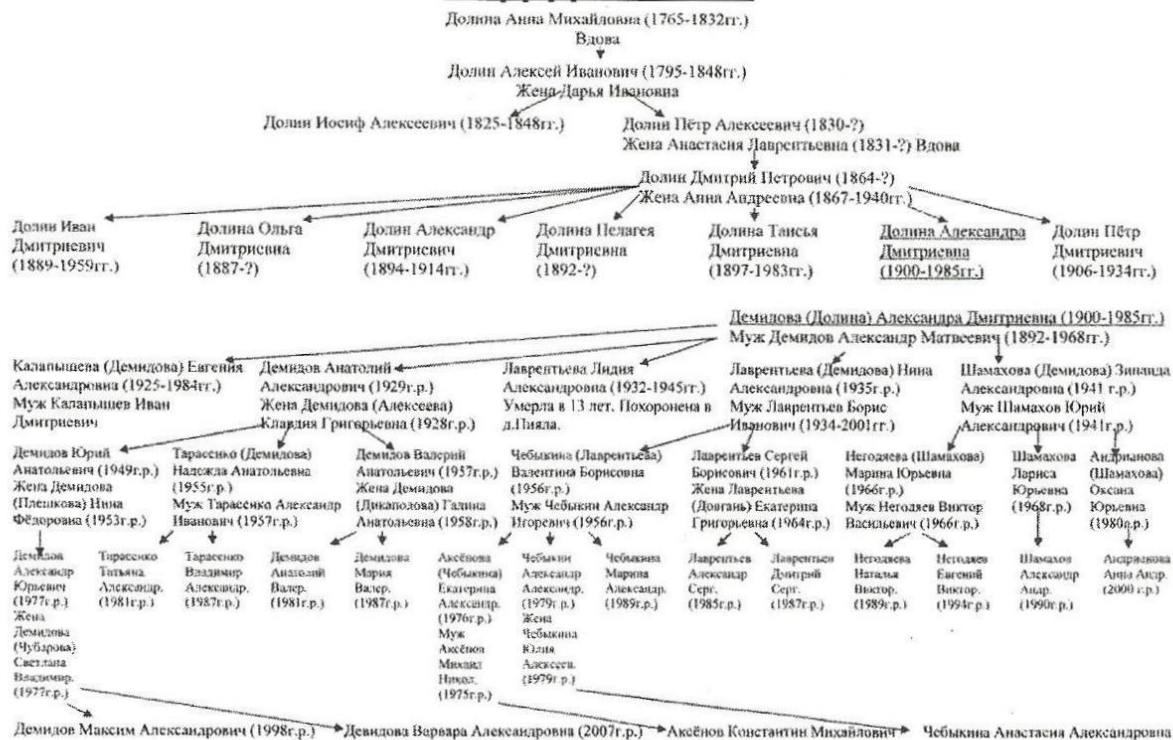 Долина Анна Михайловна (1765-1832гг.)
Вдова
Долин Алексей Иванович (1795-1848гг.)
Жена Дарья Ивановна
Долин Иосиф Алексеевич (1825-1848гг.)
Долин Пётр Алексеевич (1830-?)
Жена Анастасия Лаврентьевна (1831-?) Вдова
Долин Дмитрий Петрович (1864-?)
Жена Анна Андреевна (1867-1940гг.)
Долин Иван
Дмитриевич
(1889-1959гг.)
Долина Ольга
Дмитриевна
(1887-?)
Долин Александр
Дмитриевич
(1894-1914гг.)
Долина Пелагея
Дмитриевна
(1892-?)
Долина Таисья
Дмитриевна
(1897-1983гг.)
Долина Александра
Дмитриевна
(1900-1985гг.)
Долин Пётр
Дмитриевич
(1906-1934гг.)
Демидова (Долина) Александра Дмитриевна (1900-1985гг.)
Муж Демидов Александр Матвеевич (1892-1968гг.)
Калапышева (Демидова) Евгения
Александровна (1925-1984гг.)
Муж Калапышев Иван
Дмитриевич
Демидов Анатолий
Александрович (1929г.р.)
Жена Демидова (Алексеева)
Клавдия Григорьевна (1928г.р.)
Лаврентьева Лидия
Александровна (1932-1945гг.)
Умерла в 13 лет. Похоронена в
д.Пияла.
Лаврентьева (Демидова) Нина
Александровна (1935г.р.)
Муж Лаврентьев Борис
Иванович (1934-2001гг.)
Шамахова (Демидова) Зинаида
Александровна (1941 г.р.)
Муж Шамахов Юрий
Александрович (1941г.р.)
Демидов Юрий
Анатольевич (1949г.р.)
Жена Демидова
(Плешкова) Нина
Фёдоровна (1953г.р.)
Тарасенко (Демидова)
Надежда Анатольевна
(1955г.р.)
Муж Тарасенко Александр
Иванович (1957г.р.)
Демидов Валерий
Анатольевич (1957г.р.)
Жена Демидова
(Дикаполова) Галина
Анатольевна (1958г.р.)
Чебыкина (Лаврентьева)
Валентина Борисовна
(1956г.р.)
Муж Чебыкин Александр
Игоревич (1956г.р.)
Лаврентьев Сергей
Борисович (1961г.р.)
Жена Лаврентьева
(Довгань) Екатерина
Григорьевна (1964г.р.)
Негодяева (Шамахова)
Марина Юрьевна
(1966г.р.)
Муж Негодяев Виктор
Васильевич (1966г.р.)
Шамахова
Лариса
Юрьевна
(1968г.р.)
Андрианова
(Шамахова)
Оксана
Юрьевна
(1980г.р.)
Демидов
Александр
Юрьевич
(1977г.р.)
Жена
Демидова
(Чубарова)
Светлана
Владимир.
(1977г.р.)
Тарасенко
Татьяна
Александр.
(1981г.р.)
Тарасенко
Владимир
Александр.
(1987г.р.)
Демидов
Анатолий
Валер.
(1981г.р.)
Демидова
Мария
Валер.
(1987г.р.)
Аксёнова
(Чебыкина)
Екатерина
Александр.
(1976г.р.)
Муж
Аксёнов
Михаил
Никол.
(1975г.р.)
Чебыкин
Александр
Александр.
(1979г.р.)
Жена
Чебыкина
Юлия
Алексеев.
(1979г.р.)
Чебыкина
Марина
Александр.
(1989г.р.)
Лаврентьев
Александр
Серг.
(1985г.р.)
Лаврентьев
Дмитрий
Серг.
(1987г.р.)
Негодяева
Наталья
Виктор.
(1989г.р.)
Негодяев
Евгений
Виктор.
(1994г.р.)
Шамахов
Александр
Андр.
(1990г.р.)
Андрианова
Анна Андр.
(2000 г.р.)
Демидов Максим Александрович (1998г.р.)
Девидова Варвара Александровна (2007г.р.)
Аксёнов Константин Михайлович
Чебыкина Анастасия Александровна